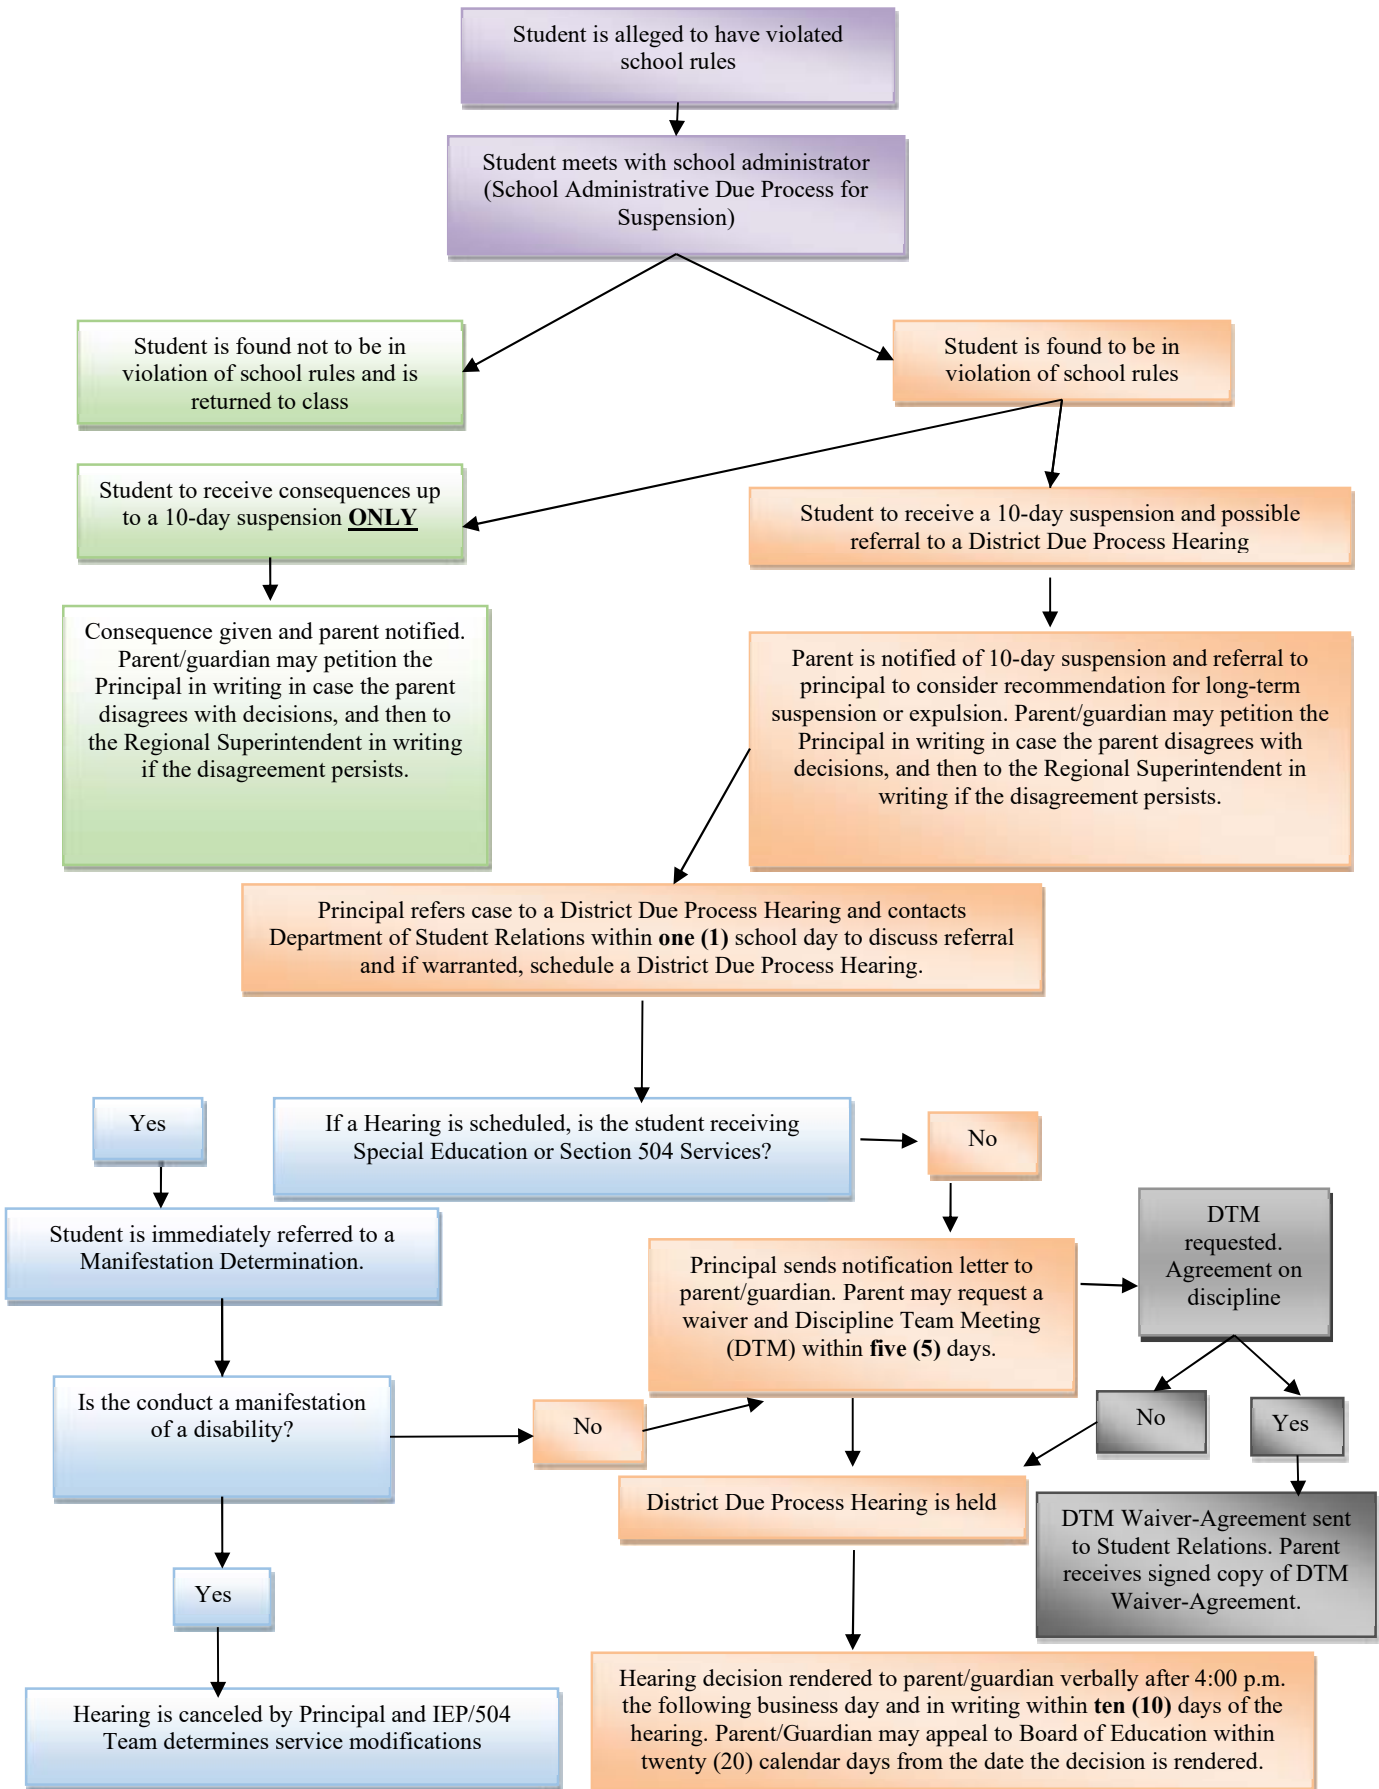 Student is alleged to have violated
school rules
Student meets with school administrator
(School Administrative Due Process for
Suspension)
Student is found not to be in
violation of school rules and is
returned to class
Student is found to be in
violation of school rules
Student to receive consequences up
to a 10-day suspension ONLY
Student to receive a 10-day suspension and possible
referral to a District Due Process Hearing
Consequence given and parent notified.
Parent/guardian may petition the
Principal in writing in case the parent
disagrees with decisions, and then to
the Regional Superintendent in writing
if the disagreement persists.
Parent is notified of 10-day suspension and referral to
principal to consider recommendation for long-term
suspension or expulsion. Parent/guardian may petition the
Principal in writing in case the parent disagrees with
decisions, and then to the Regional Superintendent in
writing if the disagreement persists.
Principal refers case to a District Due Process Hearing and contacts
Department of Student Relations within one (1) school day to discuss referral
and if warranted, schedule a District Due Process Hearing.
Yes
If a Hearing is scheduled, is the student receiving
Special Education or Section 504 Services?
No
Student is immediately referred to a
Manifestation Determination.
Principal sends notification letter to
parent/guardian. Parent may request a
waiver and Discipline Team Meeting
(DTM) within five (5) days.
DTM
requested.
Agreement on
discipline
Is the conduct a manifestation
of a disability?
No
No
Yes
District Due Process Hearing is held
DTM Waiver-Agreement sent
to Student Relations. Parent
receives signed copy of DTM
Waiver-Agreement.
Yes
Hearing is canceled by Principal and IEP/504
Team determines service modifications
Hearing decision rendered to parent/guardian verbally after 4:00 p.m.
the following business day and in writing within ten (10) days of the
hearing. Parent/Guardian may appeal to Board of Education within
twenty (20) calendar days from the date the decision is rendered.